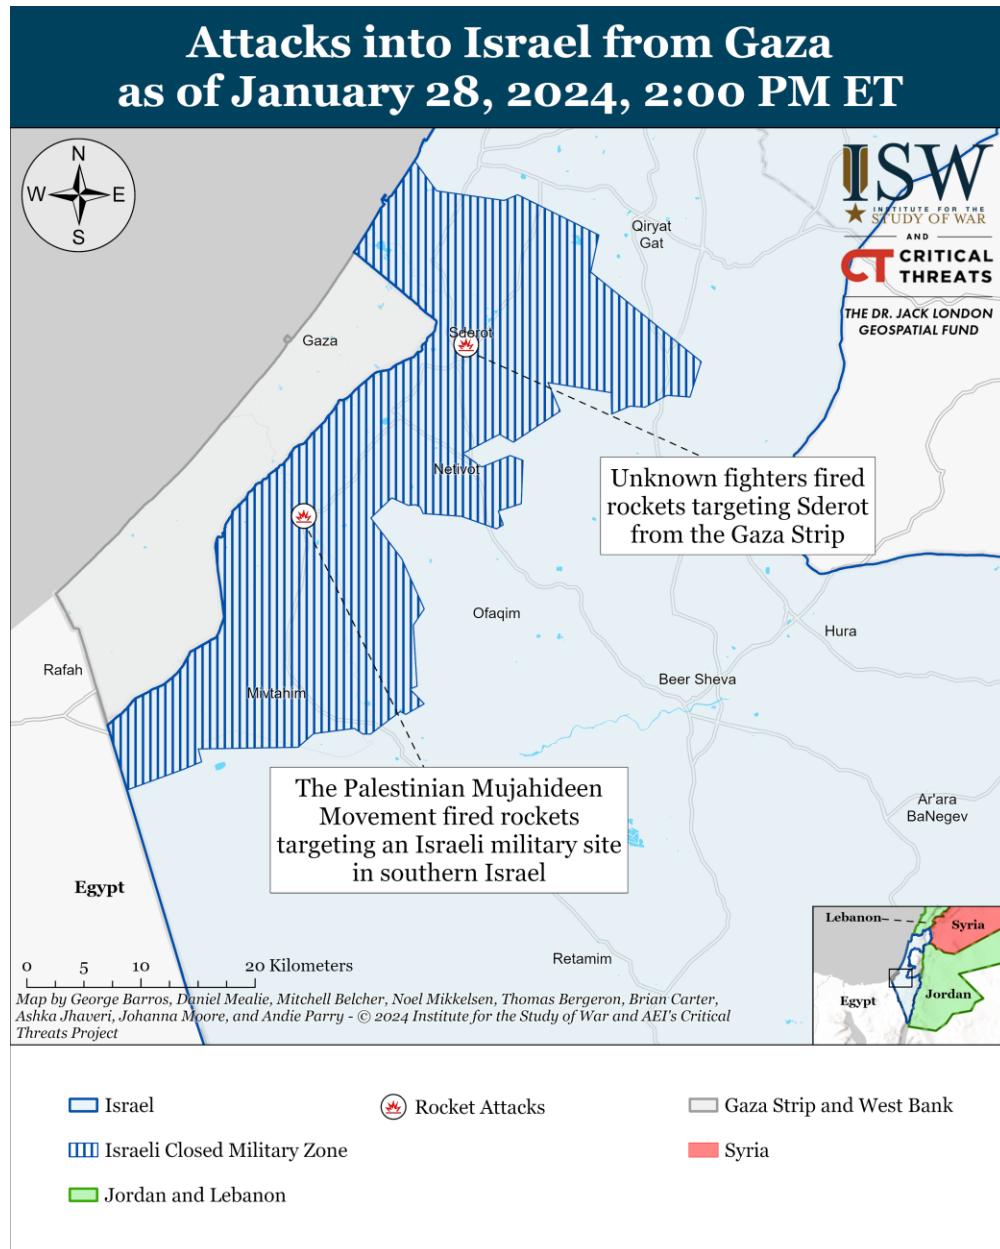 Attacks into Israel from Gaza
as of January 28, 2024, 2:00 PM ET
N
W
E
S
ISW
INSTITUTE FOR THE
STUDY OF WAR
AND
CT CRITICAL
THREATS
THE DR. JACK LONDON
GEOSPATIAL FUND
Qiryat
Gat
Gaza
Sderot
Netivot
Unknown fighters fired
rockets targeting Sderot
from the Gaza Strip
Ofaqim
Hura
Rafah
Beer Sheva
Mivtahim
The Palestinian Mujahideen
Movement fired rockets
targeting an Israeli military site
in southern Israel
Ar'ara
BaNegev
Egypt
Retamim
Lebanon
Syria
Egypt
Jordan
0 5 10 20 Kilometers
Map by George Barros, Daniel Mealie, Mitchell Belcher, Noel Mikkelsen, Thomas Bergeron, Brian Carter,
Ashka Jhaveri, Johanna Moore, and Andie Parry - © 2024 Institute for the Study of War and AEI's Critical
Threats Project
Israel
Rocket Attacks
Gaza Strip and West Bank
Israeli Closed Military Zone
Syria
Jordan and Lebanon